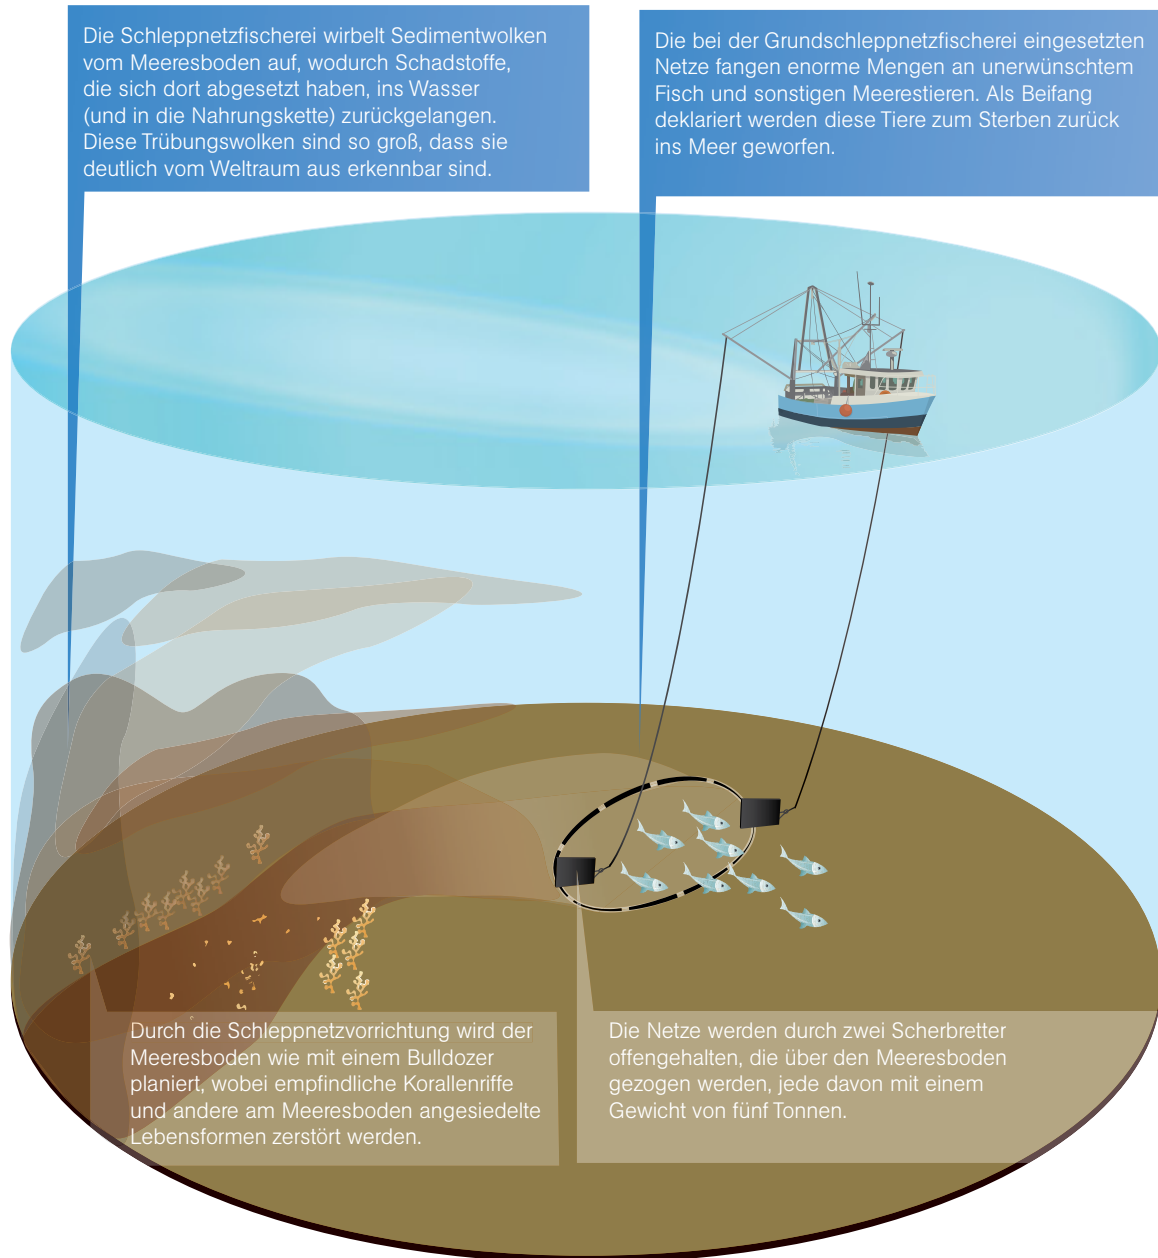 Die Schleppnetzfischerei wirbelt Sedimentwolken
vom Meeresboden auf, wodurch Schadstoffe,
die sich dort abgesetzt haben, ins Wasser
(und in die Nahrungskette) zurückgelangen.
Diese Trübungswolken sind so groß, dass sie
deutlich vom Weltraum aus erkennbar sind.
Die bei der Grundschleppnetzfischerei eingesetzten
Netze fangen enorme Mengen an unerwünschtem
Fisch und sonstigen Meerestieren. Als Beifang
deklariert werden diese Tiere zum Sterben zurück
ins Meer geworfen.
Durch die Schleppnetzvorrichtung wird der
Meeresboden wie mit einem Bulldozer
planiert, wobei empfindliche Korallenriffe
und andere am Meeresboden angesiedelte
Lebensformen zerstört werden.
Die Netze werden durch zwei Scherbretter
offengehalten, die über den Meeresboden
gezogen werden, jede davon mit einem
Gewicht von fünf Tonnen.